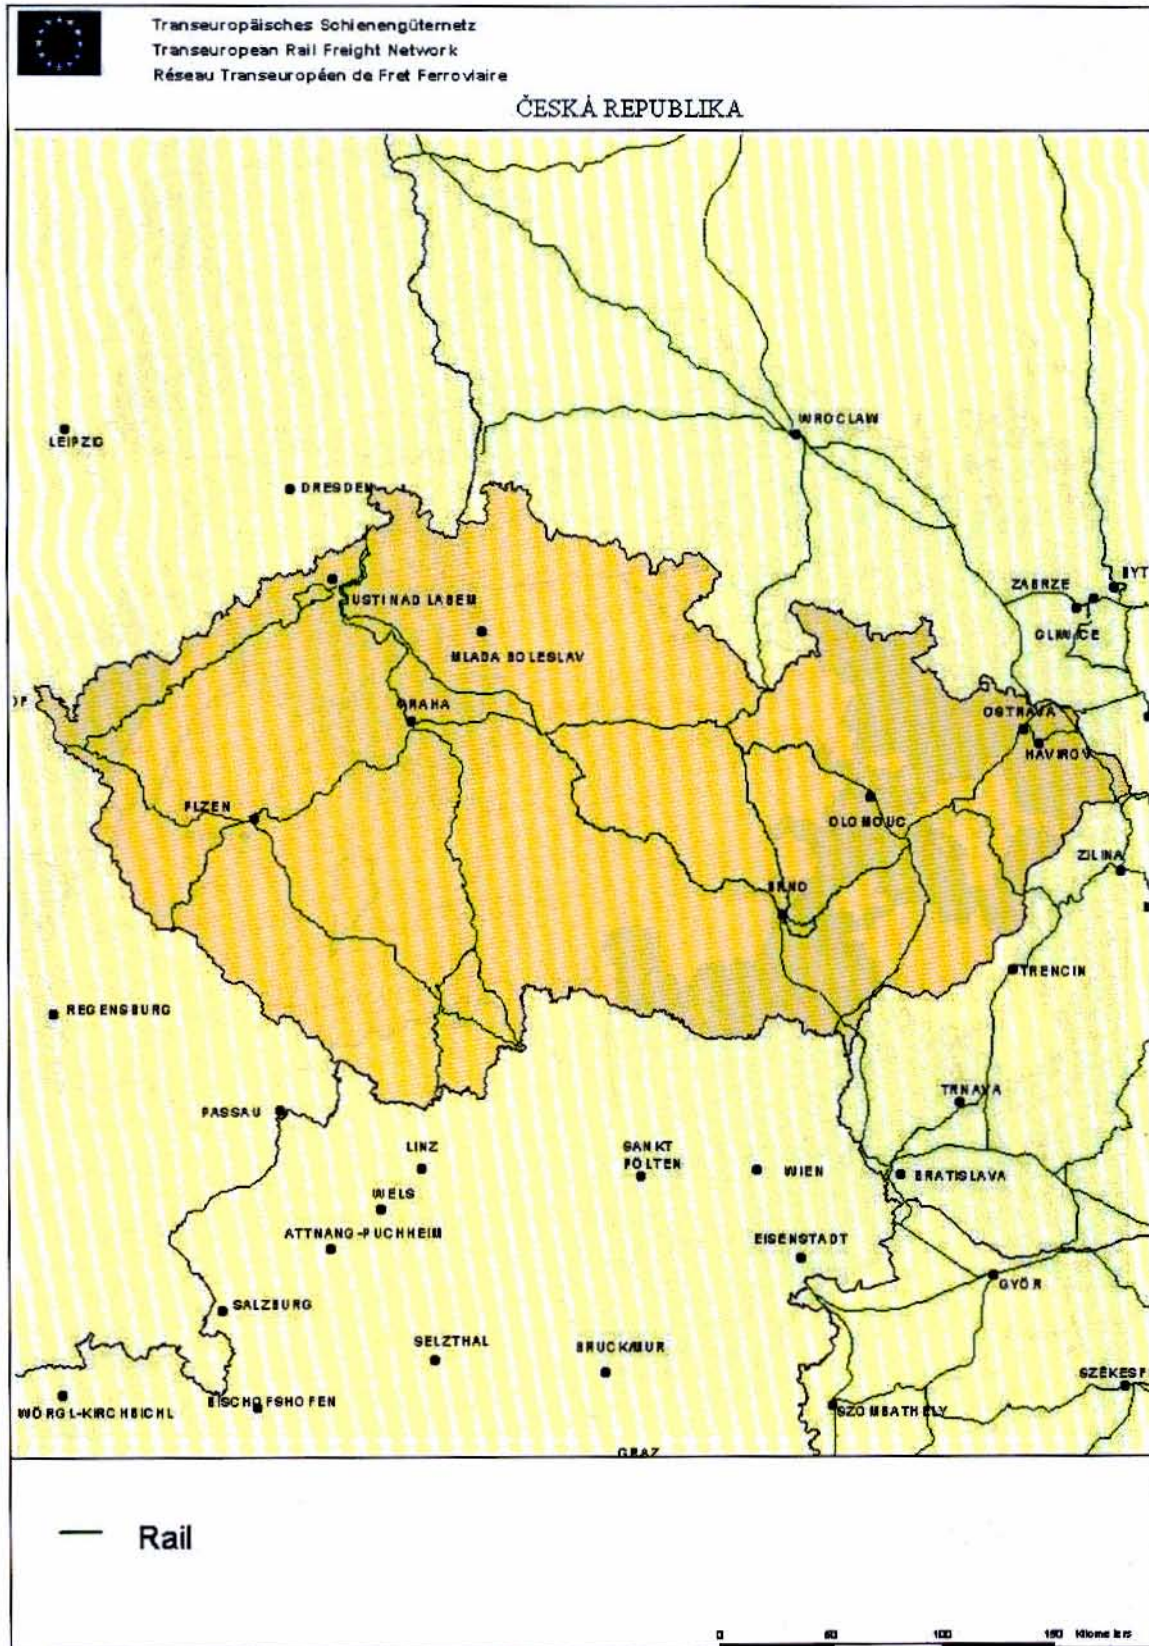 Transeuropäisches Schienengüternetz
Transeuropean Rail Freight Network
Réseau Transeuropéen de Fret Ferroviaire
ČESKÁ REPUBLIKA
WROCLAW
LEIPZIG
DRESDEN
ZABRZE
BYT
USTI NAD LABEM
GLIWICE
MLADA BOLESLAV
OF
PRAHA
OSTRAVA
HAVIROV
PLZEN
OLOMOUC
ZILINA
BRNO
TRENCIN
REGENSBURG
TRNAVA
PASSAU
LINZ
SANKT
PÖLTEN
WIEN
BRATISLAVA
WELS
ATTNANG-PUCHHEIM
EISENSTADT
GYÖR
SALZBURG
SELZTHAL
BRUCK/MUR
SZÉKESF
WÖRGL-KIRCHBICHL
BISCHOFSHOFEN
SZOMBATHELY
GRAZ
Rail
0 50 100 150 Kilometers